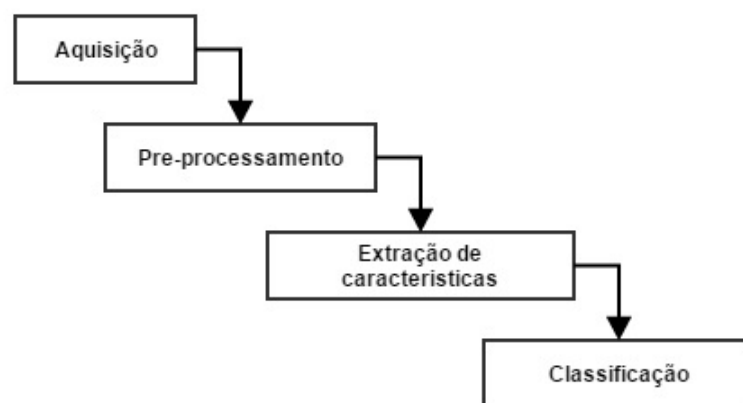 Aquisição
Pre-processamento
Extração de
caracteristicas
Classificação